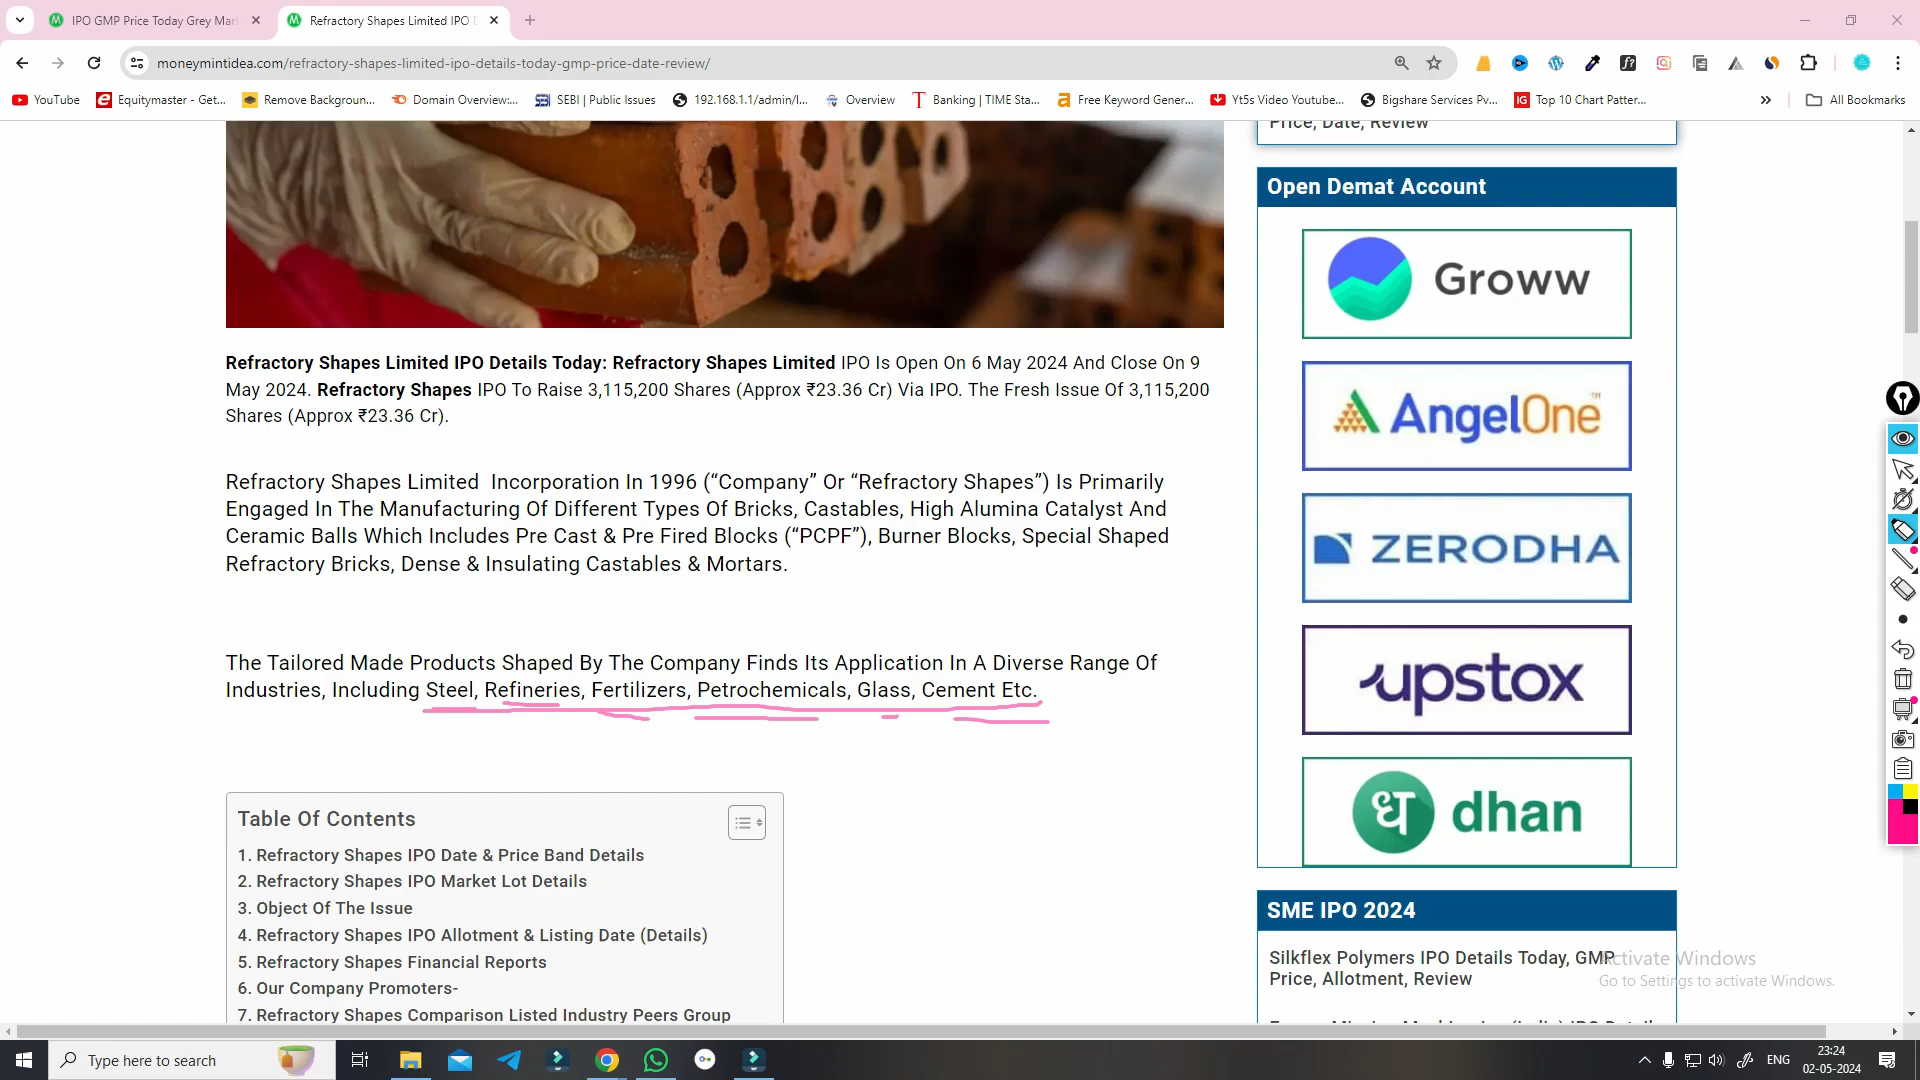 IPO GMP Price Today Grey Mar
Refractory Shapes Limited IPO D
moneymintidea.com/refractory-shapes-limited-ipo-details-today-gmp-price-date-review/
YouTube
Equitymaster - Get...
Remove Backgroun...
Domain Overview:...
SEBI | Public Issues
192.168.1.1/admin/l...
Overview
Banking | TIME Sta...
Free Keyword Gener...
Yt5s Video Youtube...
Bigshare Services Pv...
IG
Top 10 Chart Patter...
All Bookmarks
Price, Date, Review
Refractory Shapes Limited IPO Details Today: Refractory Shapes Limited IPO Is Open On 6 May 2024 And Close On 9
May 2024. Refractory Shapes IPO To Raise 3,115,200 Shares (Approx ₹23.36 Cr) Via IPO. The Fresh Issue Of 3,115,200
Shares (Approx ₹23.36 Cr).
Refractory Shapes Limited Incorporation In 1996 (“Company” Or “Refractory Shapes”) Is Primarily
Engaged In The Manufacturing Of Different Types Of Bricks, Castables, High Alumina Catalyst And
Ceramic Balls Which Includes Pre Cast & Pre Fired Blocks (“PCPF”), Burner Blocks, Special Shaped
Refractory Bricks, Dense & Insulating Castables & Mortars.
The Tailored Made Products Shaped By The Company Finds Its Application In A Diverse Range Of
Industries, Including Steel, Refineries, Fertilizers, Petrochemicals, Glass, Cement Etc.
Table Of Contents
1. Refractory Shapes IPO Date & Price Band Details
2. Refractory Shapes IPO Market Lot Details
3. Object Of The Issue
4. Refractory Shapes IPO Allotment & Listing Date (Details)
5. Refractory Shapes Financial Reports
6. Our Company Promoters-
7. Refractory Shapes Comparison Listed Industry Peers Group
Open Demat Account
Groww
AngelOne™
ZERODHA
upstox
ध dhan
SME IPO 2024
Silkflex Polymers IPO Details Today, GMP
Price, Allotment, Review
Activate Windows
Go to Settings to activate Windows.
Type here to search
ENG
23:24
02-05-2024